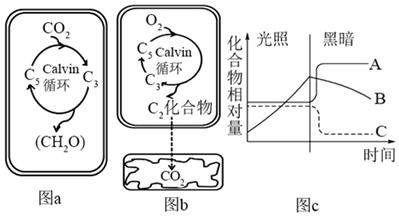 CO₂
C₅
Calvin
循环
C₃
(CH₂O)
图a
O₂
C₅
Calvin
循环
C₃
C₂化合物
CO₂
图b
化合物相对量
光照
黑暗
A
B
C
时间
图c